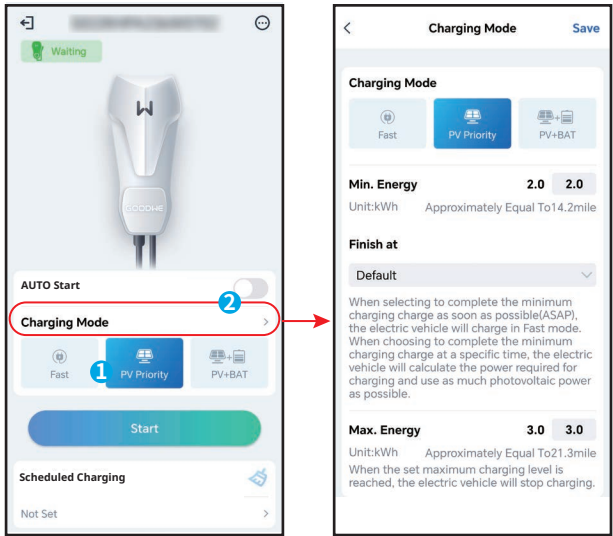 Waiting
GOODWE
AUTO Start
2
Charging Mode
Fast
1
PV Priority
PV+BAT
Start
Scheduled Charging
Not Set
Charging Mode
Save
Charging Mode
Fast
PV Priority
PV+BAT
Min. Energy 2.0 2.0
Unit:kWh Approximately Equal To14.2mile
Finish at
Default
When selecting to complete the minimum
charging charge as soon as possible(ASAP),
the electric vehicle will charge in Fast mode.
When choosing to complete the minimum
charging charge at a specific time, the electric
vehicle will calculate the power required for
charging and use as much photovoltaic power
as possible.
Max. Energy 3.0 3.0
Unit:kWh Approximately Equal To21.3mile
When the set maximum charging level is
reached, the electric vehicle will stop charging.